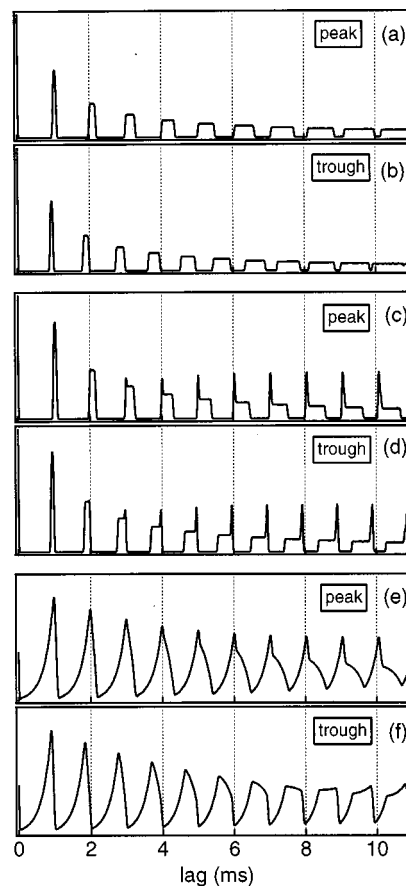 peak (a)
trough (b)
peak (c)
trough (d)
peak (e)
trough (f)
0 2 4 6 8 10
lag (ms)